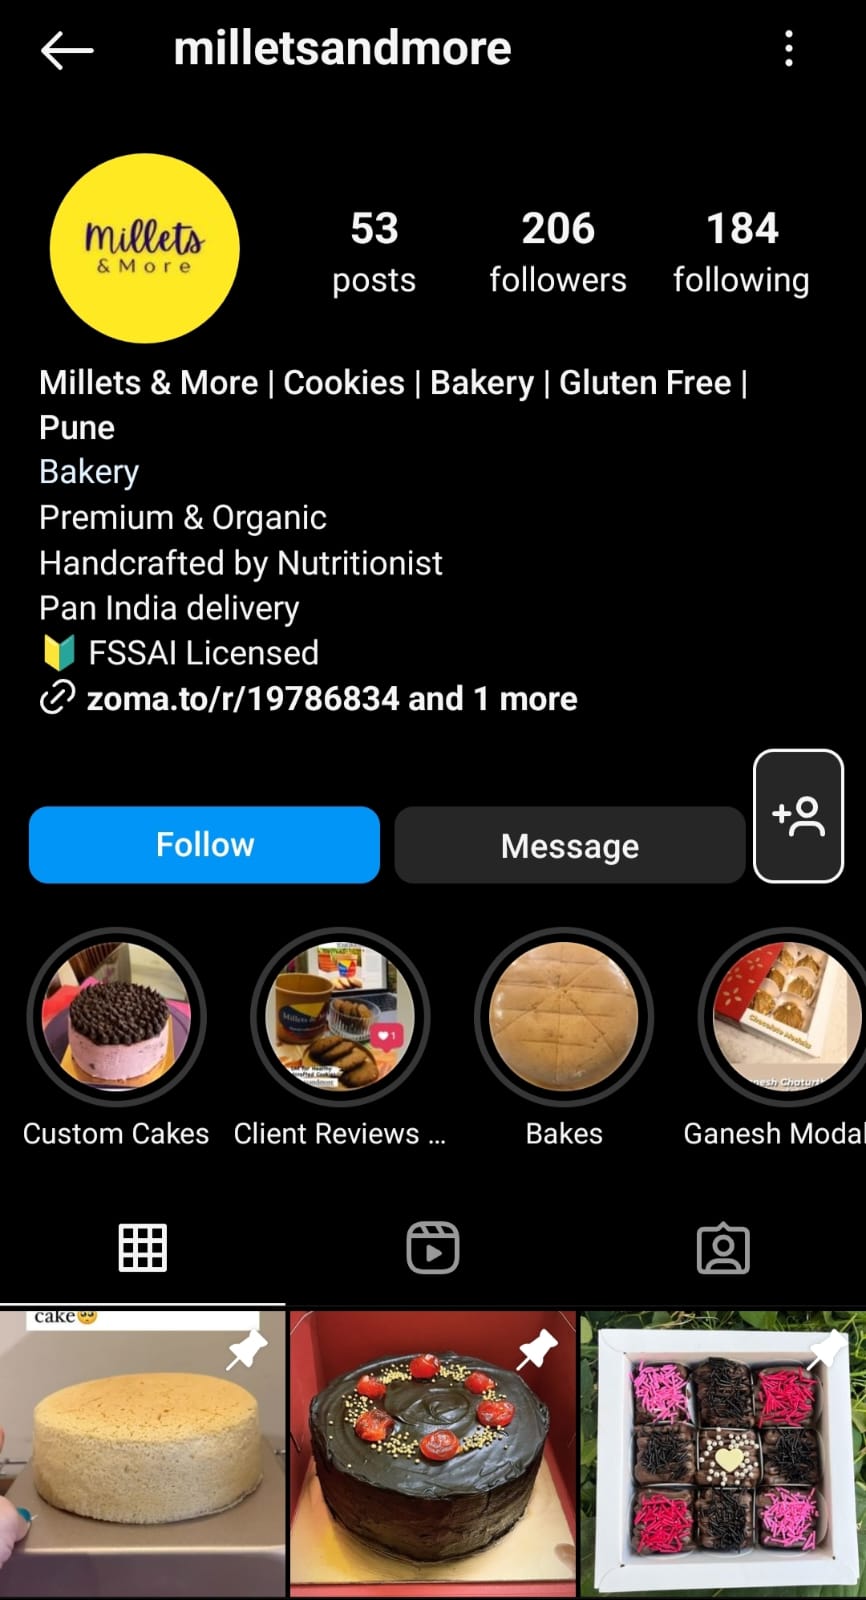 milletsandmore
Millets
& More
53
posts
206
followers
184
following
Millets & More | Cookies | Bakery | Gluten Free |
Pune
Bakery
Premium & Organic
Handcrafted by Nutritionist
Pan India delivery
🔰 FSSAI Licensed
zoma.to/r/19786834 and 1 more
Follow
Message
Custom Cakes
Client Reviews ...
Bakes
Ganesh Modak
cake🥺